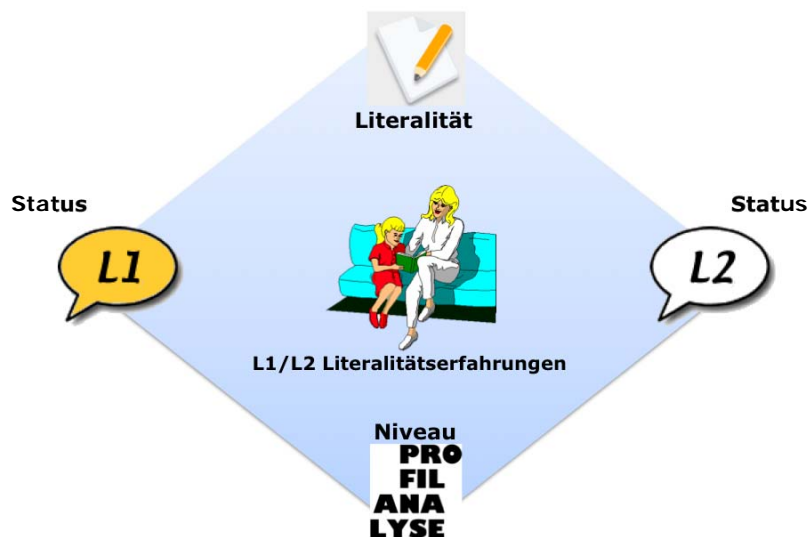 Literalität
Status
Status
L1
L2
L1/L2 Literalitätserfahrungen
Niveau
PRO
FIL
ANA
LYSE